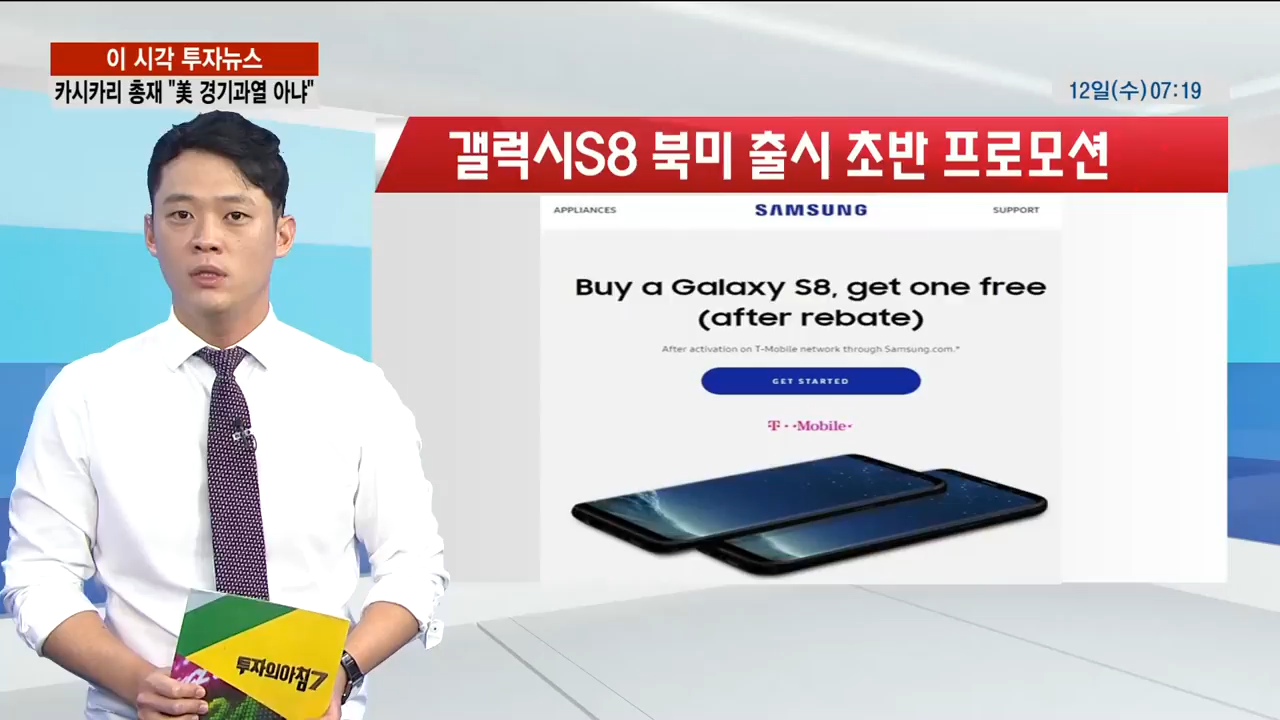 이 시각 투자뉴스
카시카리 총재 "美 경기과열 아냐"
12일(수) 07:19
갤럭시S8 북미 출시 초반 프로모션
APPLIANCES
SAMSUNG
SUPPORT
Buy a Galaxy S8, get one free
(after rebate)
After activation on T-Mobile network through Samsung.com.*
GET STARTED
T··Mobile·
투자의아침7